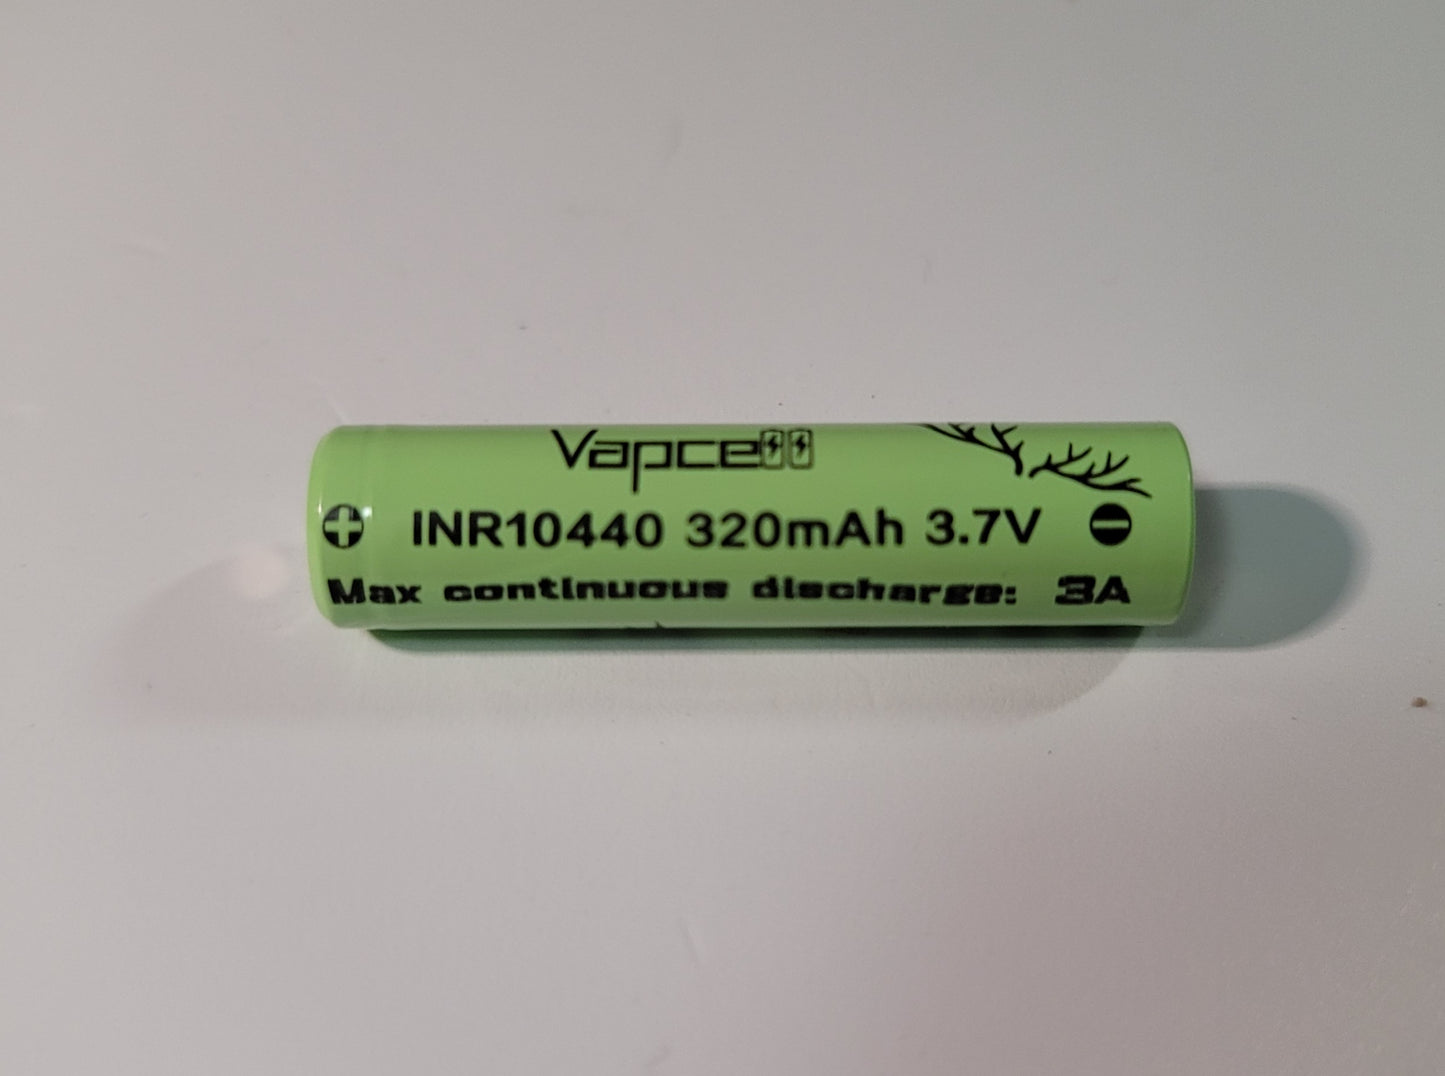 Vapcell
+ INR10440 320mAh 3.7V -
Max continuous discharge: 3A